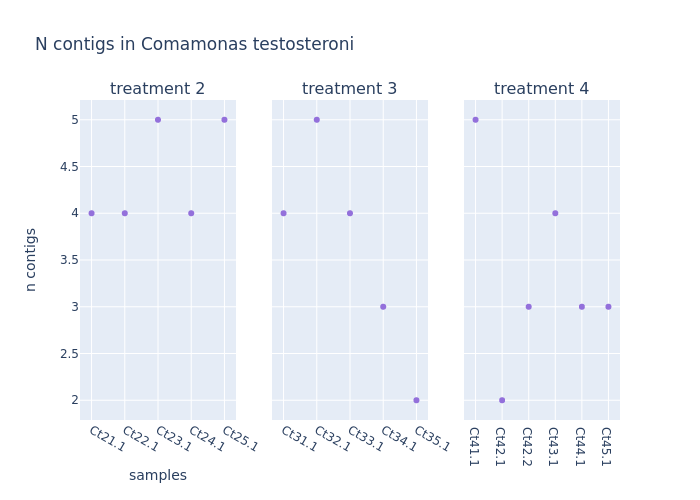 N contigs in Comamonas testosteroni
treatment 2
treatment 3
treatment 4
5
4.5
4
3.5
3
2.5
2
n contigs
Ct21.1
Ct22.1
Ct23.1
Ct24.1
Ct25.1
Ct31.1
Ct32.1
Ct33.1
Ct34.1
Ct35.1
Ct41.1
Ct42.1
Ct42.2
Ct43.1
Ct44.1
Ct45.1
samples